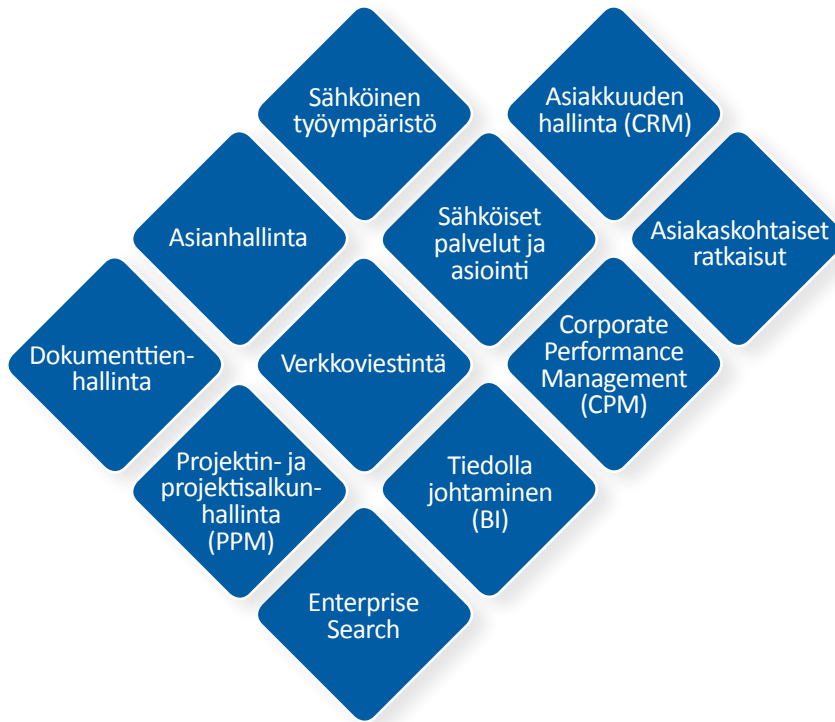 Sähköinen
työympäristö
Asiakkuuden
hallinta (CRM)
Asianhallinta
Sähköiset
palvelut ja
asiointi
Asiakaskohtaiset
ratkaisut
Dokumenttien-
hallinta
Verkkoviestintä
Corporate
Performance
Management
(CPM)
Projektin- ja
projektisalkun-
hallinta
(PPM)
Tiedolla
johtaminen
(BI)
Enterprise
Search